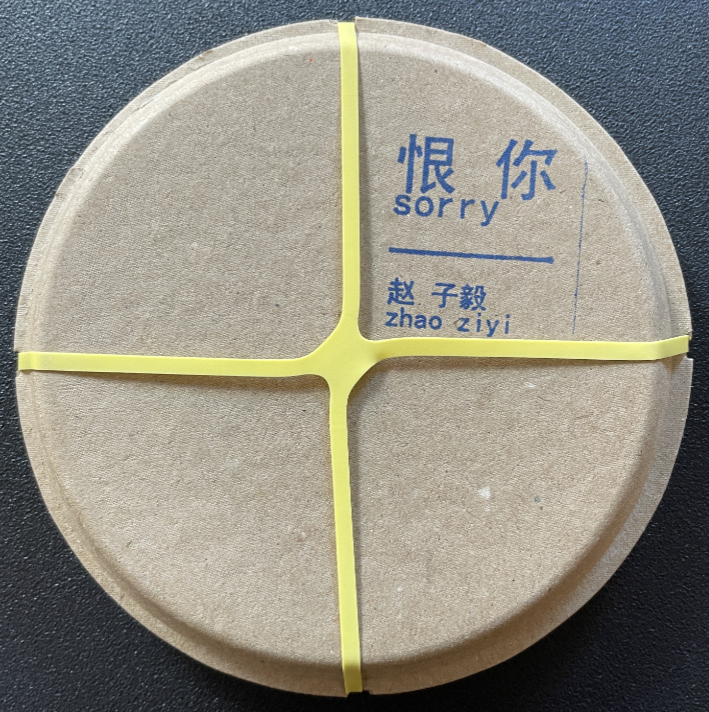 恨 你
sorry
赵 子毅
zhao ziyi